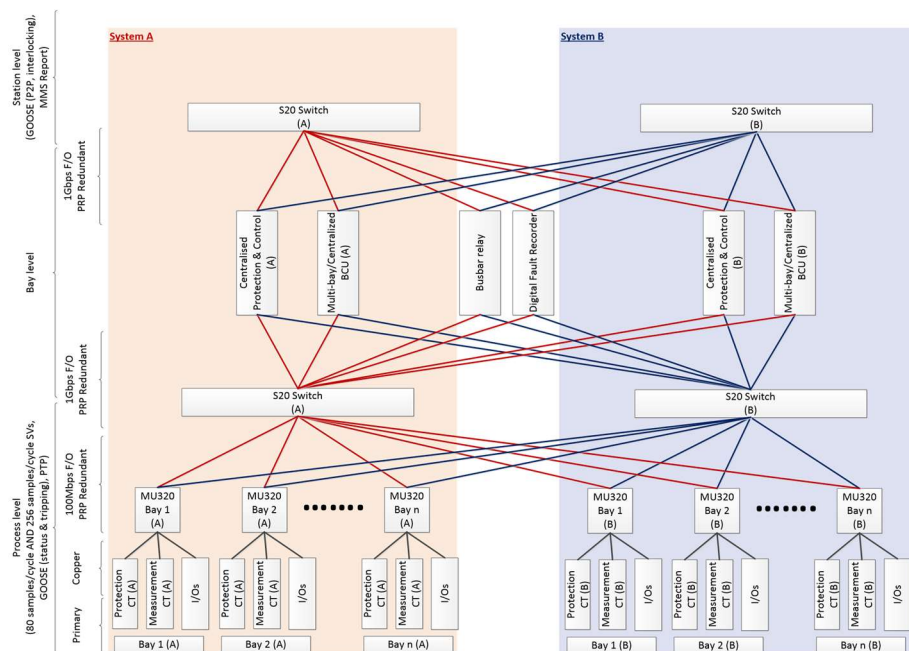 System A
System B
Station level
(GOOSE (P2P, interlocking),
MMS Report)
S20 Switch
(A)
S20 Switch
(B)
1Gbps F/O
PRP Redundant
Bay level
Centralised
Protection & Control
(A)
Multi-bay/Centralized
BCU (A)
Busbar relay
Digital Fault Recorder
Centralised
Protection & Control
(B)
Multi-bay/Centralized
BCU (B)
1Gbps F/O
PRP Redundant
S20 Switch
(A)
S20 Switch
(B)
Process level
(80 samples/cycle AND 256 samples/cycle SVs,
GOOSE (status & tripping), PTP)
100Mbps F/O
PRP Redundant
MU320
Bay 1
(A)
MU320
Bay 2
(A)
MU320
Bay n
(A)
MU320
Bay 1
(B)
MU320
Bay 2
(B)
MU320
Bay n
(B)
Copper
Protection
CT (A)
Measurement
CT (A)
I/Os
Protection
CT (A)
Measurement
CT (A)
I/Os
Protection
CT (A)
Measurement
CT (A)
I/Os
Protection
CT (B)
Measurement
CT (B)
I/Os
Protection
CT (B)
Measurement
CT (B)
I/Os
Protection
CT (B)
Measurement
CT (B)
I/Os
Primary
Bay 1 (A)
Bay 2 (A)
Bay n (A)
Bay 1 (B)
Bay 2 (B)
Bay n (B)